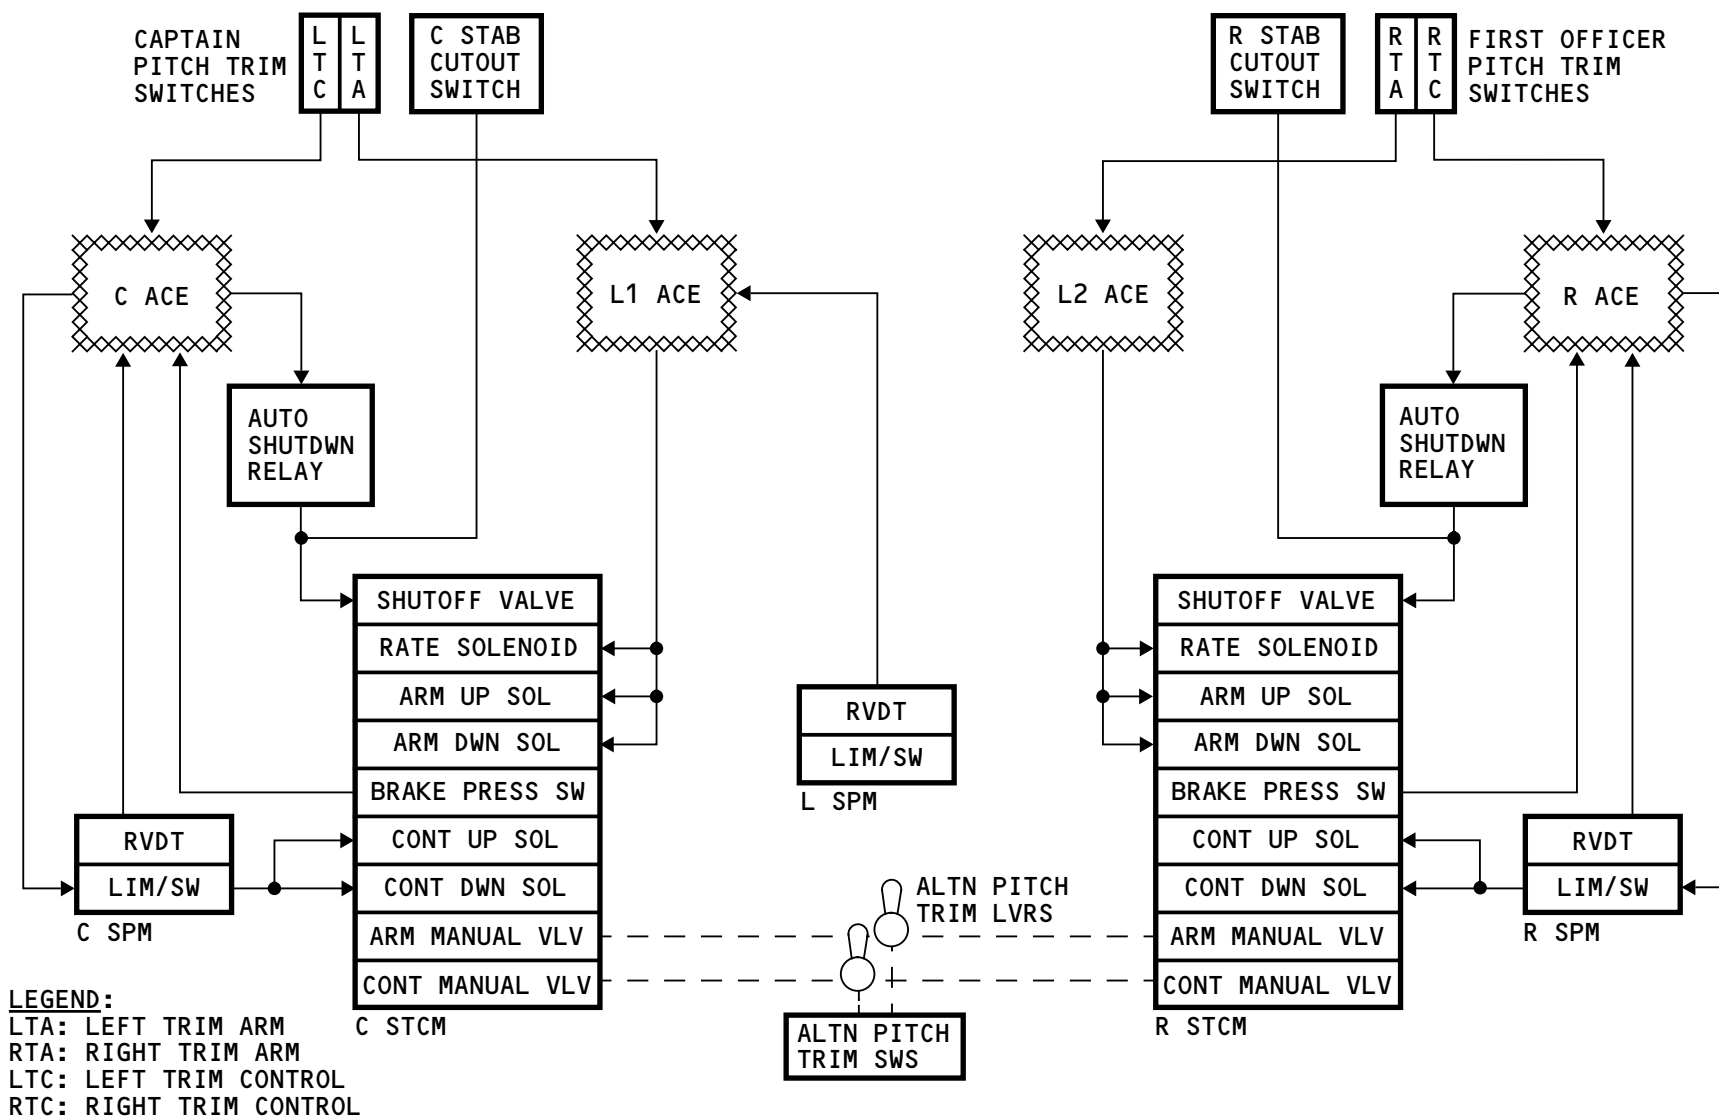 CAPTAIN
PITCH TRIM
SWITCHES
LTC
LTA
C STAB
CUTOUT
SWITCH
R STAB
CUTOUT
SWITCH
RTA
RTC
FIRST OFFICER
PITCH TRIM
SWITCHES
C ACE
L1 ACE
L2 ACE
R ACE
AUTO
SHUTDWN
RELAY
AUTO
SHUTDWN
RELAY
SHUTOFF VALVE
RATE SOLENOID
ARM UP SOL
ARM DWN SOL
BRAKE PRESS SW
CONT UP SOL
CONT DWN SOL
ARM MANUAL VLV
CONT MANUAL VLV
C STCM
RVDT
LIM/SW
C SPM
RVDT
LIM/SW
L SPM
ALTN PITCH
TRIM LVRS
ALTN PITCH
TRIM SWS
SHUTOFF VALVE
RATE SOLENOID
ARM UP SOL
ARM DWN SOL
BRAKE PRESS SW
CONT UP SOL
CONT DWN SOL
ARM MANUAL VLV
CONT MANUAL VLV
R STCM
RVDT
LIM/SW
R SPM
LEGEND:
LTA: LEFT TRIM ARM
RTA: RIGHT TRIM ARM
LTC: LEFT TRIM CONTROL
RTC: RIGHT TRIM CONTROL